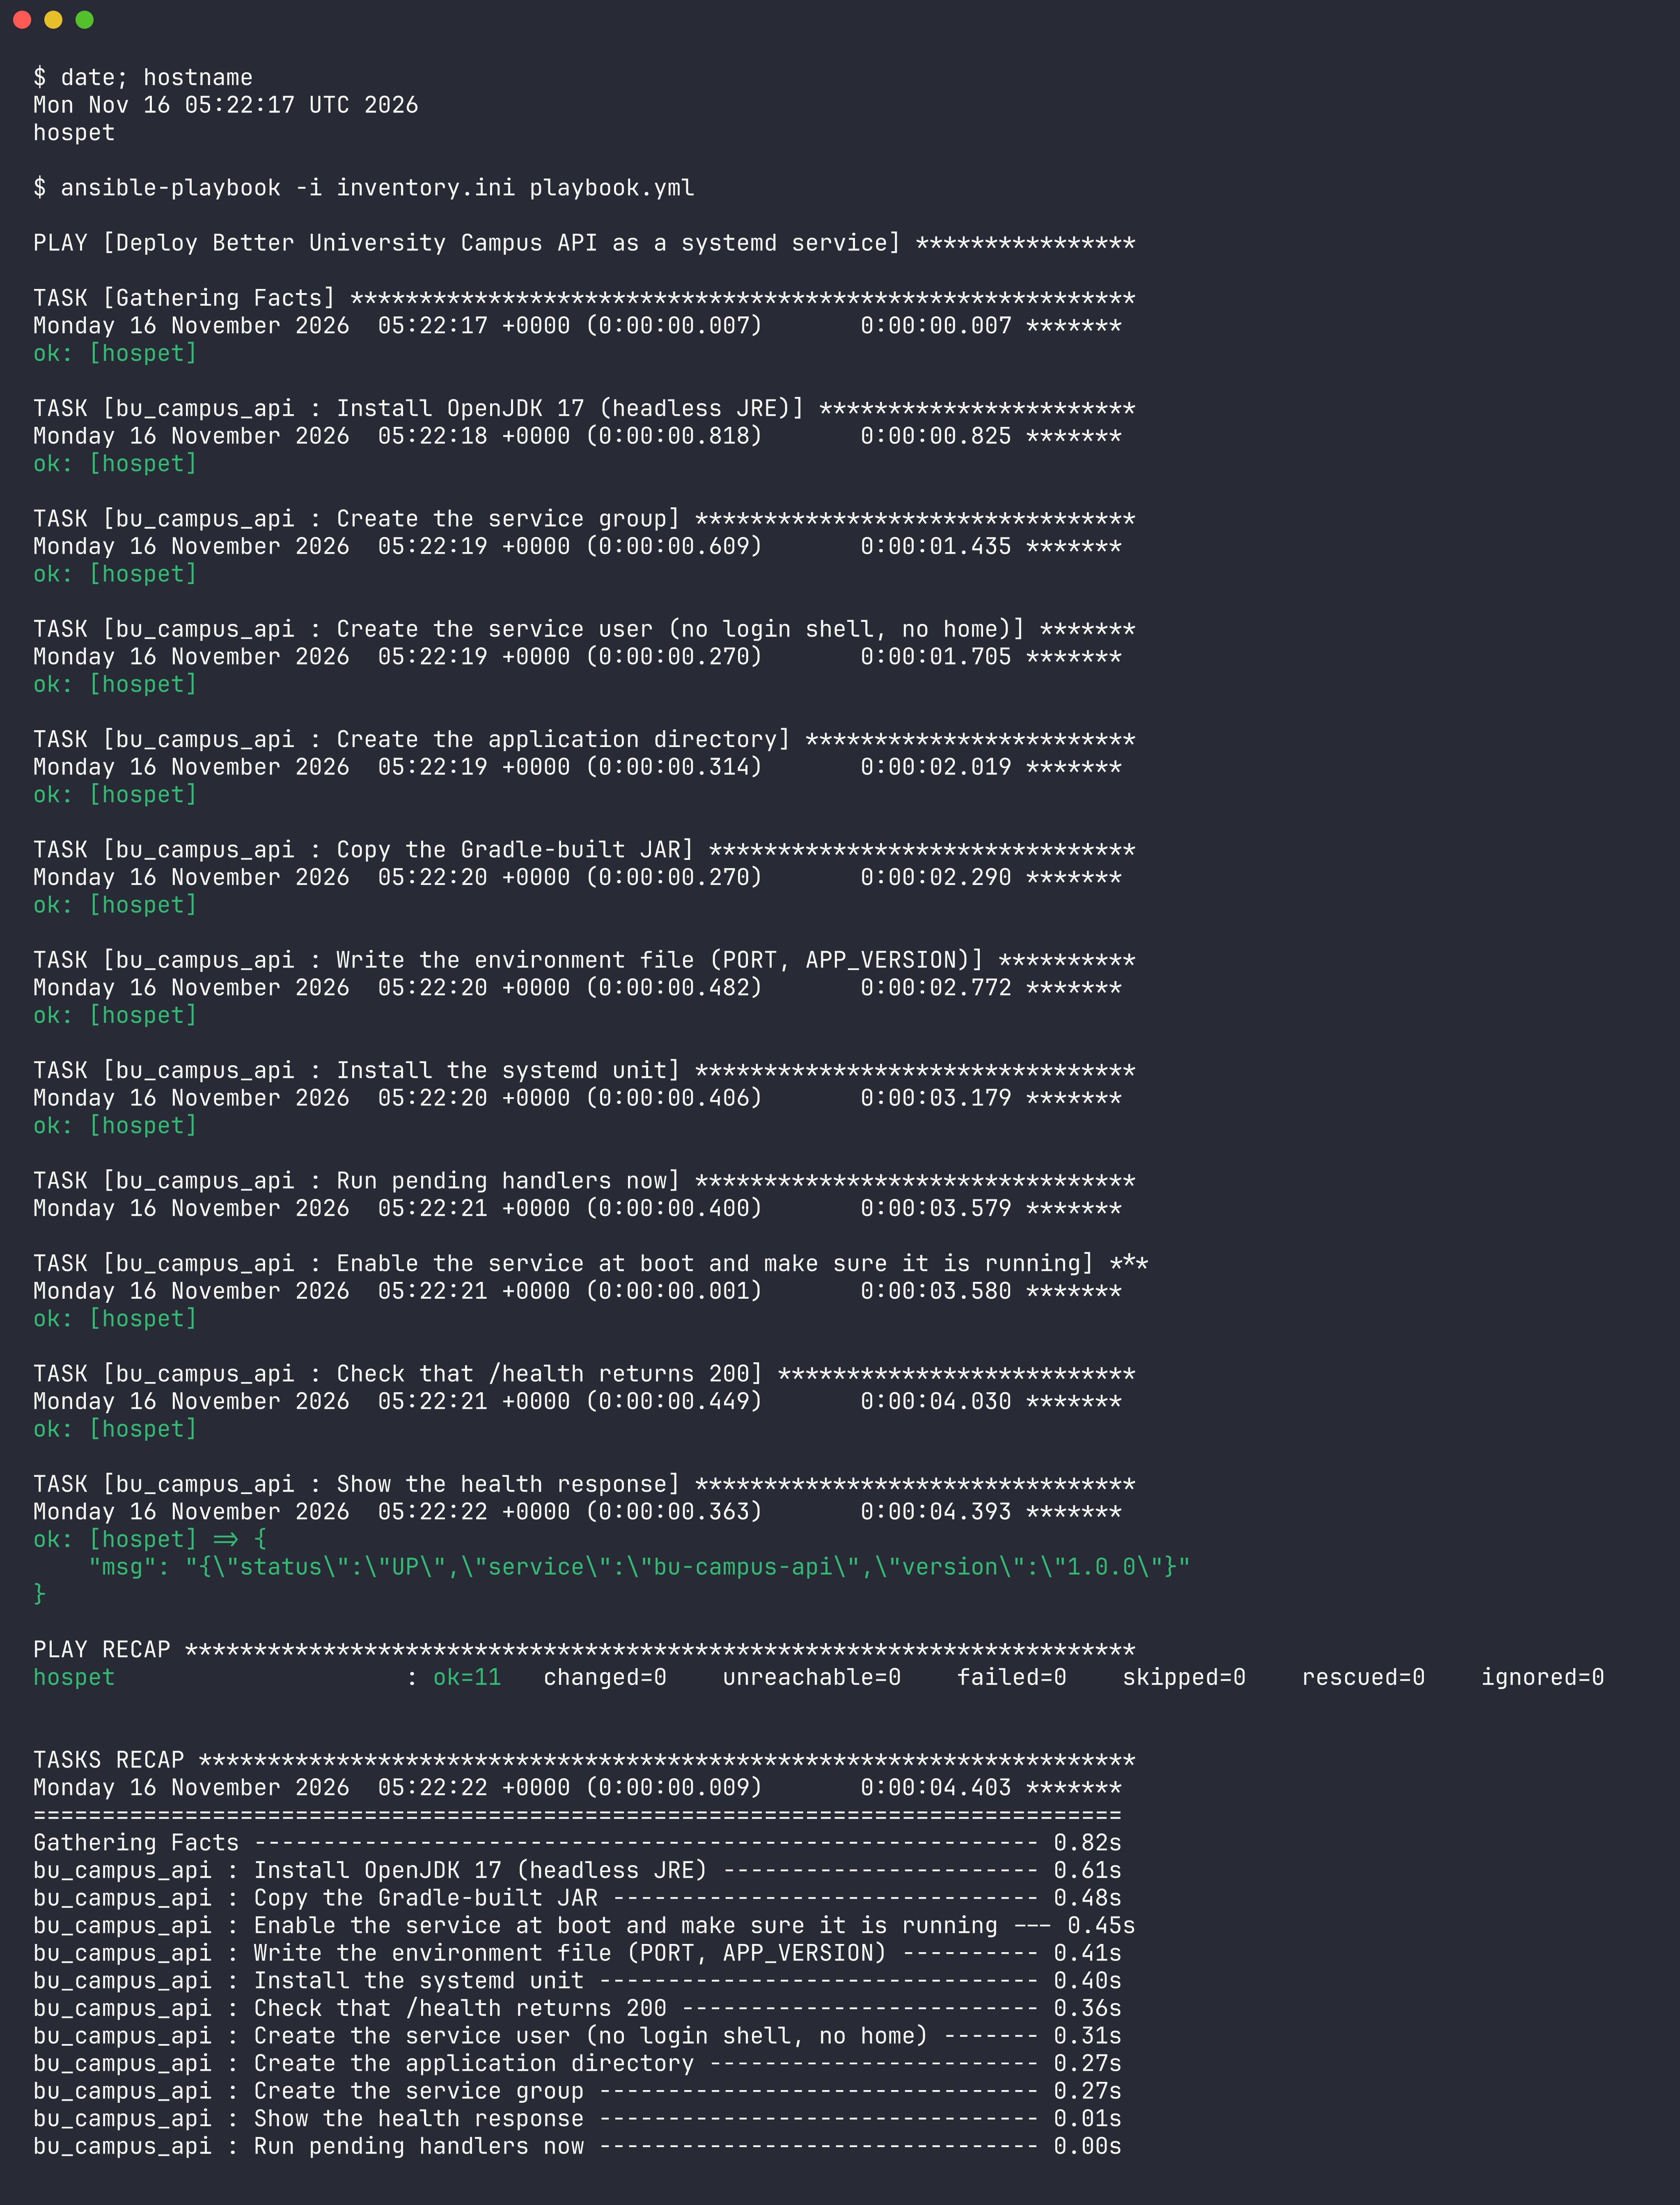 $ date; hostname
Mon Nov 16 05:22:17 UTC 2026
hospet

$ ansible-playbook -i inventory.ini playbook.yml

PLAY [Deploy Better University Campus API as a systemd service] ****************

TASK [Gathering Facts] *********************************************************
Monday 16 November 2026  05:22:17 +0000 (0:00:00.007)       0:00:00.007 *******
ok: [hospet]

TASK [bu_campus_api : Install OpenJDK 17 (headless JRE)] ***********************
Monday 16 November 2026  05:22:18 +0000 (0:00:00.818)       0:00:00.825 *******
ok: [hospet]

TASK [bu_campus_api : Create the service group] ********************************
Monday 16 November 2026  05:22:19 +0000 (0:00:00.609)       0:00:01.435 *******
ok: [hospet]

TASK [bu_campus_api : Create the service user (no login shell, no home)] *******
Monday 16 November 2026  05:22:19 +0000 (0:00:00.270)       0:00:01.705 *******
ok: [hospet]

TASK [bu_campus_api : Create the application directory] ************************
Monday 16 November 2026  05:22:19 +0000 (0:00:00.314)       0:00:02.019 *******
ok: [hospet]

TASK [bu_campus_api : Copy the Gradle-built JAR] *******************************
Monday 16 November 2026  05:22:20 +0000 (0:00:00.270)       0:00:02.290 *******
ok: [hospet]

TASK [bu_campus_api : Write the environment file (PORT, APP_VERSION)] **********
Monday 16 November 2026  05:22:20 +0000 (0:00:00.482)       0:00:02.772 *******
ok: [hospet]

TASK [bu_campus_api : Install the systemd unit] ********************************
Monday 16 November 2026  05:22:20 +0000 (0:00:00.406)       0:00:03.179 *******
ok: [hospet]

TASK [bu_campus_api : Run pending handlers now] ********************************
Monday 16 November 2026  05:22:21 +0000 (0:00:00.400)       0:00:03.579 *******

TASK [bu_campus_api : Enable the service at boot and make sure it is running] ***
Monday 16 November 2026  05:22:21 +0000 (0:00:00.001)       0:00:03.580 *******
ok: [hospet]

TASK [bu_campus_api : Check that /health returns 200] **************************
Monday 16 November 2026  05:22:21 +0000 (0:00:00.449)       0:00:04.030 *******
ok: [hospet]

TASK [bu_campus_api : Show the health response] ********************************
Monday 16 November 2026  05:22:22 +0000 (0:00:00.363)       0:00:04.393 *******
ok: [hospet] => {
    "msg": "{\"status\":\"UP\",\"service\":\"bu-campus-api\",\"version\":\"1.0.0\"}"
}

PLAY RECAP *********************************************************************
hospet                     : ok=11   changed=0    unreachable=0    failed=0    skipped=0    rescued=0    ignored=0

TASKS RECAP ********************************************************************
Monday 16 November 2026  05:22:22 +0000 (0:00:00.009)       0:00:04.403 *******
===============================================================================
Gathering Facts --------------------------------------------------------- 0.82s
bu_campus_api : Install OpenJDK 17 (headless JRE) ----------------------- 0.61s
bu_campus_api : Copy the Gradle-built JAR ------------------------------- 0.48s
bu_campus_api : Enable the service at boot and make sure it is running --- 0.45s
bu_campus_api : Write the environment file (PORT, APP_VERSION) ---------- 0.41s
bu_campus_api : Install the systemd unit -------------------------------- 0.40s
bu_campus_api : Check that /health returns 200 -------------------------- 0.36s
bu_campus_api : Create the service user (no login shell, no home) ------- 0.31s
bu_campus_api : Create the application directory ------------------------ 0.27s
bu_campus_api : Create the service group -------------------------------- 0.27s
bu_campus_api : Show the health response -------------------------------- 0.01s
bu_campus_api : Run pending handlers now -------------------------------- 0.00s